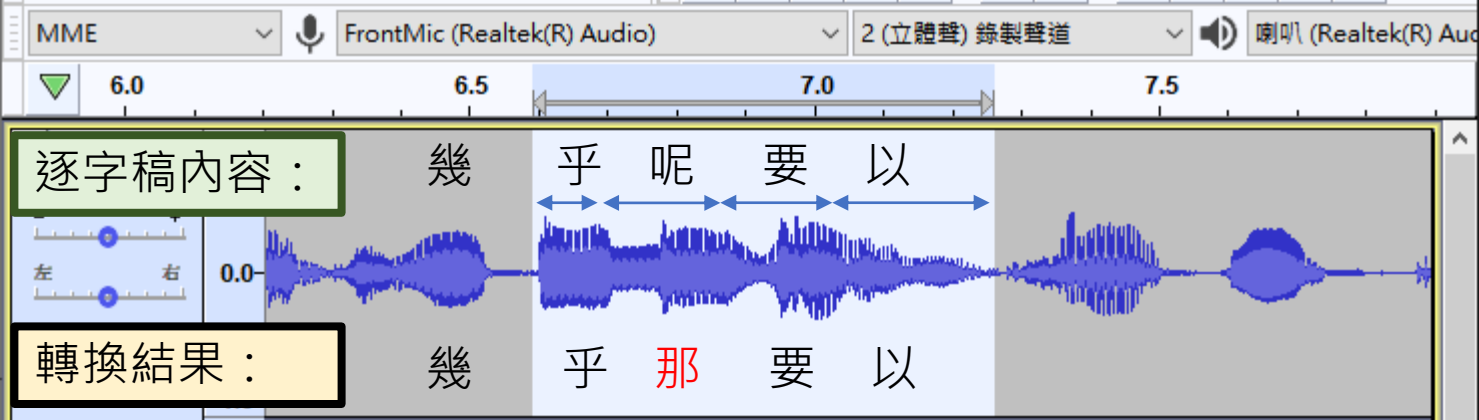 MME FrontMic (Realtek(R) Audio) 2 (立體聲) 錄製聲道 喇叭 (Realtek(R) Auc
6.0 6.5 7.0 7.5
逐字稿內容： 幾 乎 呢 要 以
左 右 0.0
轉換結果： 幾 乎 那 要 以